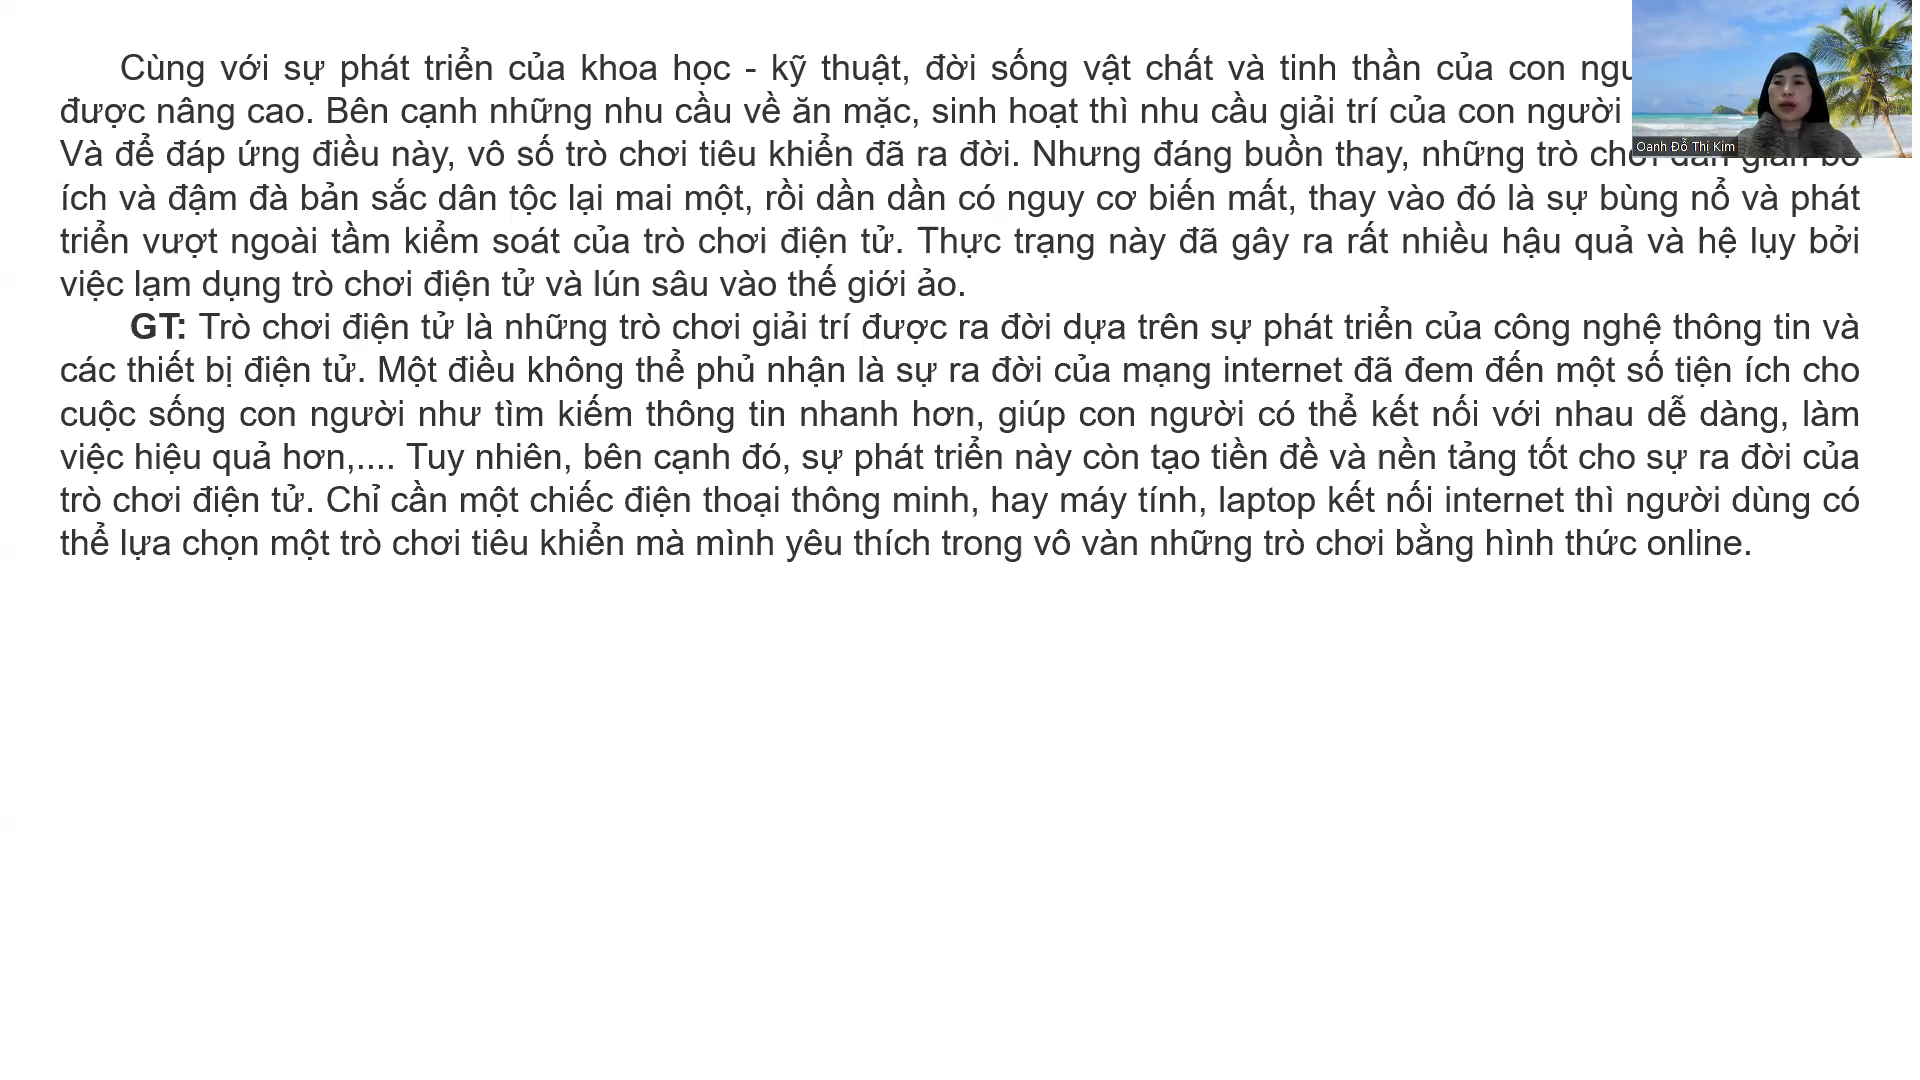 Cùng với sự phát triển của khoa học - kỹ thuật, đời sống vật chất và tinh thần của con
được nâng cao. Bên cạnh những nhu cầu về ăn mặc, sinh hoạt thì nhu cầu giải trí của con người
Và để đáp ứng điều này, vô số trò chơi tiêu khiển đã ra đời. Nhưng đáng buồn thay, những trò chơi dân gian bổ
Oanh Đỗ Thị Kim
ích và đậm đà bản sắc dân tộc lại mai một, rồi dần dần có nguy cơ biến mất, thay vào đó là sự bùng nổ và phát
triển vượt ngoài tầm kiểm soát của trò chơi điện tử. Thực trạng này đã gây ra rất nhiều hậu quả và hệ lụy bởi
việc lạm dụng trò chơi điện tử và lún sâu vào thế giới ảo.
GT: Trò chơi điện tử là những trò chơi giải trí được ra đời dựa trên sự phát triển của công nghệ thông tin và
các thiết bị điện tử. Một điều không thể phủ nhận là sự ra đời của mạng internet đã đem đến một số tiện ích cho
cuộc sống con người như tìm kiếm thông tin nhanh hơn, giúp con người có thể kết nối với nhau dễ dàng, làm
việc hiệu quả hơn,.... Tuy nhiên, bên cạnh đó, sự phát triển này còn tạo tiền đề và nền tảng tốt cho sự ra đời của
trò chơi điện tử. Chỉ cần một chiếc điện thoại thông minh, hay máy tính, laptop kết nối internet thì người dùng có
thể lựa chọn một trò chơi tiêu khiển mà mình yêu thích trong vô vàn những trò chơi bằng hình thức online.